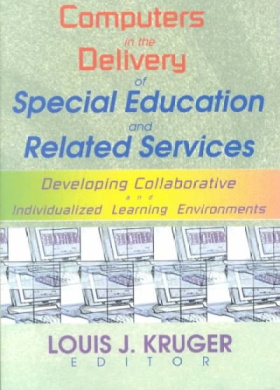 Computers
in the
Delivery
of
Special Education
and
Related Services
Developing Collaborative
and
Individualized Learning Environments
LOUIS J. KRUGER
EDITOR